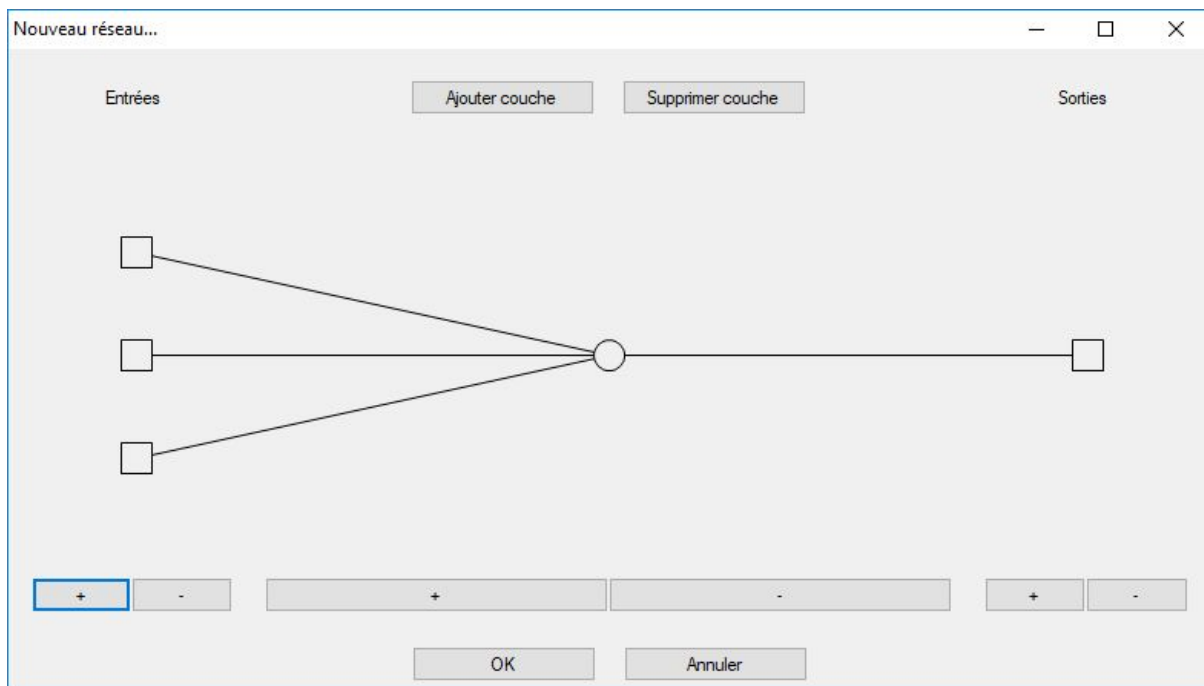 Nouveau réseau...
Entrées
Ajouter couche
Supprimer couche
Sorties
+
-
+
-
+
-
OK
Annuler